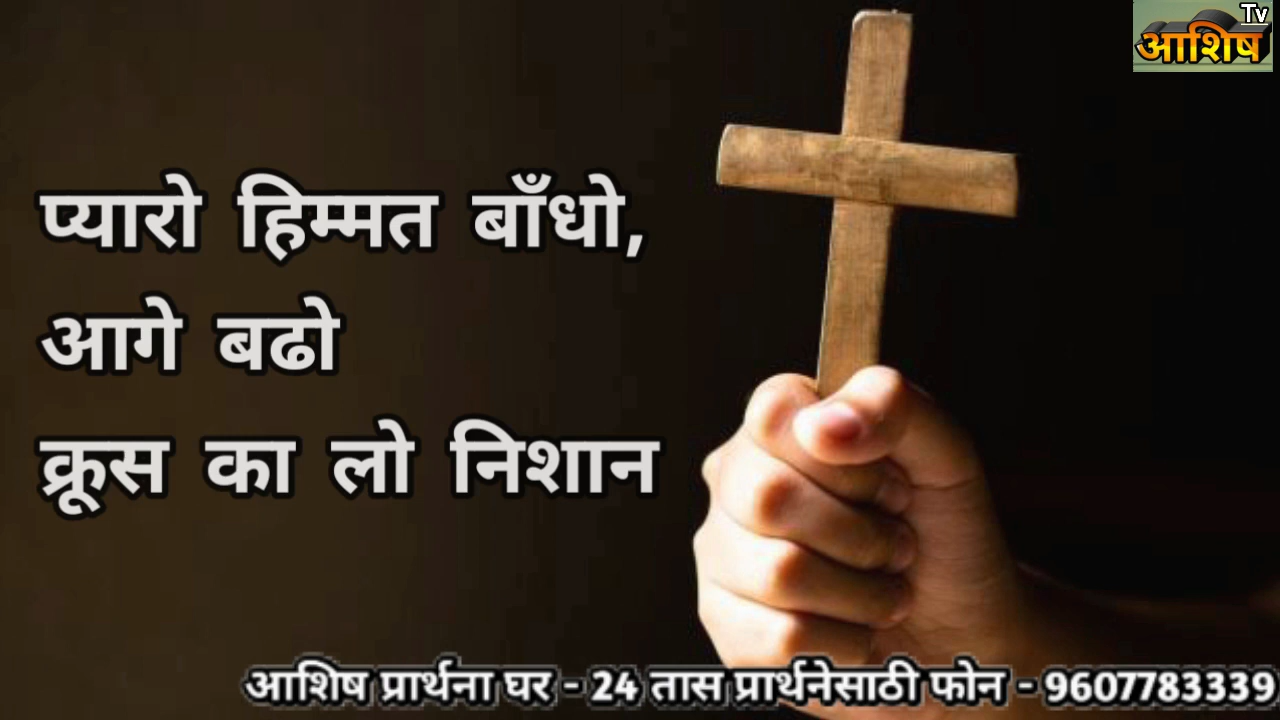 Tv
आशिष
प्यारो हिम्मत बाँधो,
आगे बढो
क्रूस का लो निशान
आशिष प्रार्थना घर - 24 तास प्रार्थनेसाठी फोन - 9607783339